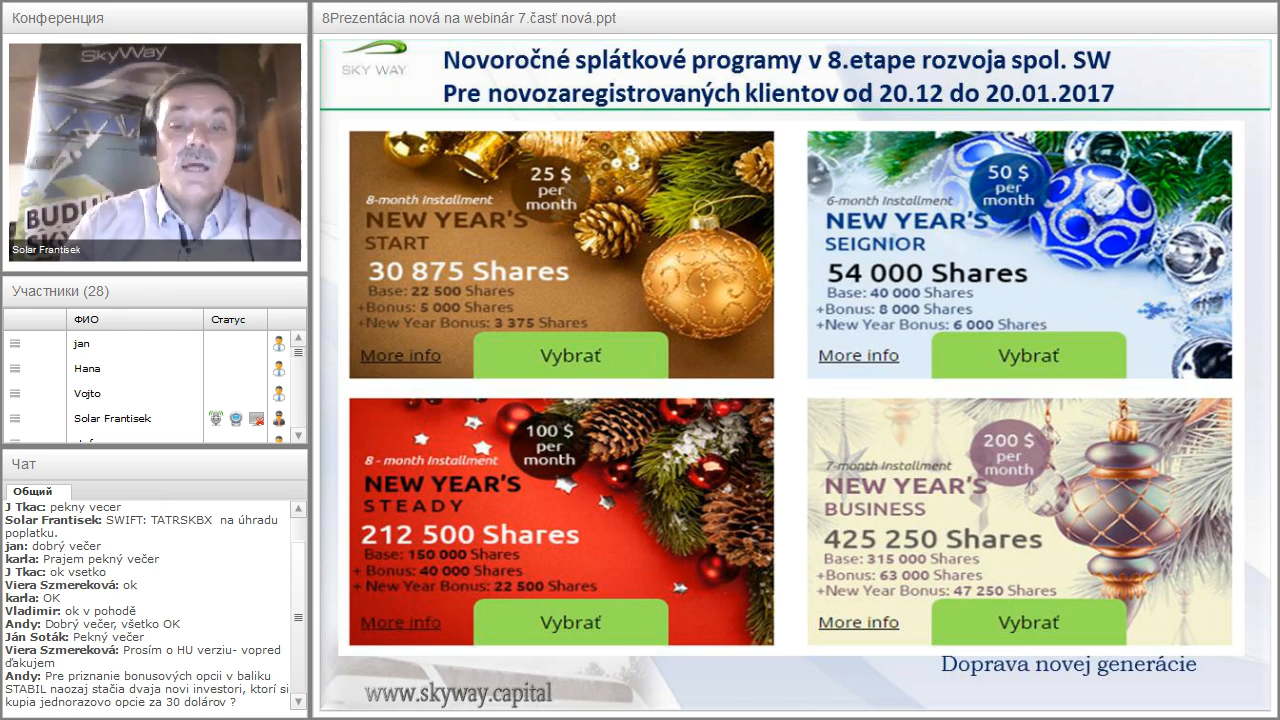 Конференция
SkyWay
BUDU
SKY
Solar Frantisek
Участники (28)
ФИО
Статус
jan
Hana
Vojto
Solar Frantisek
Чат
Общий
J Tkac: pekny vecer
Solar Frantisek: SWIFT: TATRSKBX na úhradu
poplatku.
jan: dobrý večer
karla: Prajem pekný večer
J Tkac: ok vsetko
Viera Szmereková: ok
karla: OK
Vladimir: ok v pohodě
Andy: Dobrý večer, všetko OK
Ján Soták: Pekný večer
Viera Szmereková: Prosím o HU verziu- vopred
ďakujem
Andy: Pre priznanie bonusových opcii v baliku
STABIL naozaj stačia dvaja novi investori, ktorí si
kupia jednorazovo opcie za 30 dolárov ?
8Prezentácia nová na webinár 7.časť nová.ppt
SKY WAY
Novoročné splátkové programy v 8.etape rozvoja spol. SW
Pre novozaregistrovaných klientov od 20.12 do 20.01.2017
25 $
per
month
8-month Installment
NEW YEAR'S
START
30 875 Shares
Base: 22 500 Shares
+Bonus: 5 000 Shares
+New Year Bonus: 3 375 Shares
More info
Vybrať
50 $
per
month
6-month Installment
NEW YEAR'S
SEIGNIOR
54 000 Shares
Base: 40 000 Shares
+Bonus: 8 000 Shares
+New Year Bonus: 6 000 Shares
More info
Vybrať
100 $
per
month
8 - month Installment
NEW YEAR'S
STEADY
212 500 Shares
Base: 150 000 Shares
+ Bonus: 40 000 Shares
+ New Year Bonus: 22 500 Shares
More info
Vybrať
200 $
per
month
7-month Installment
NEW YEAR'S
BUSINESS
425 250 Shares
Base: 315 000 Shares
+Bonus: 63 000 Shares
+New Year Bonus: 47 250 Shares
More info
Vybrať
Doprava novej generácie
www.skyway.capital